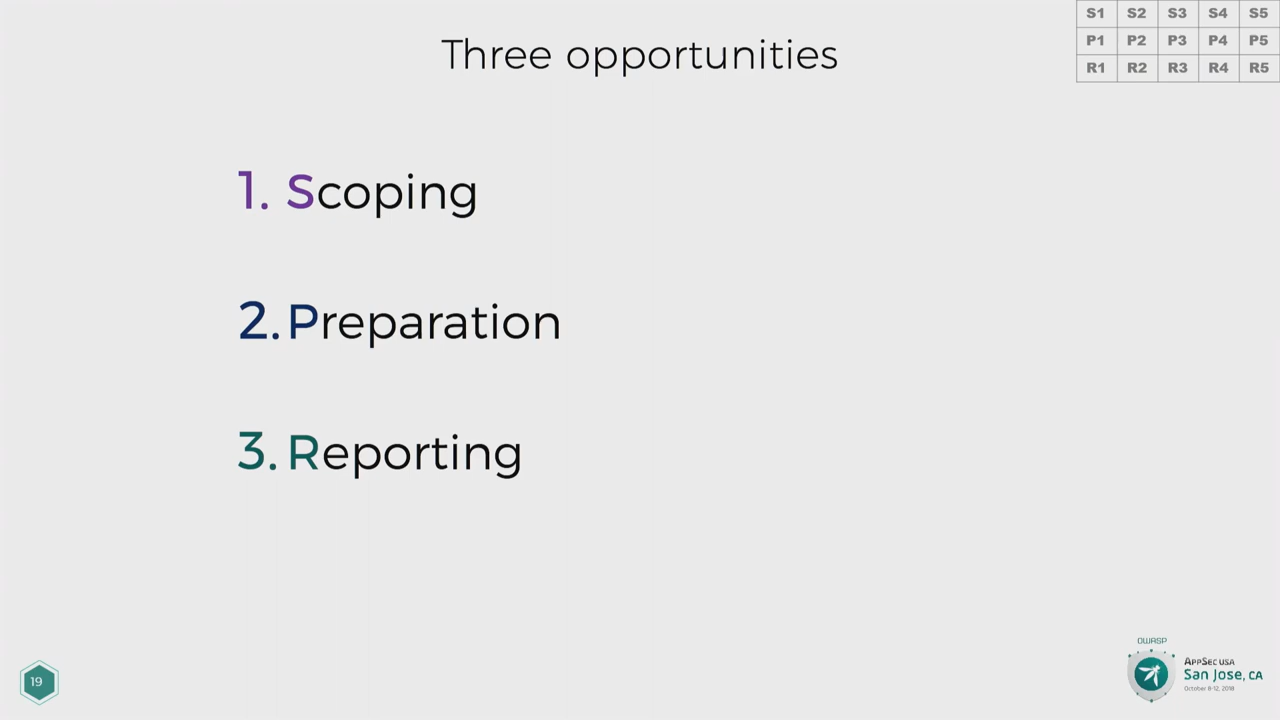 S1 S2 S3 S4 S5
P1 P2 P3 P4 P5
R1 R2 R3 R4 R5
Three opportunities
1. Scoping
2. Preparation
3. Reporting
19
OWASP
AppSec USA
San Jose, CA
October 8-12, 2018